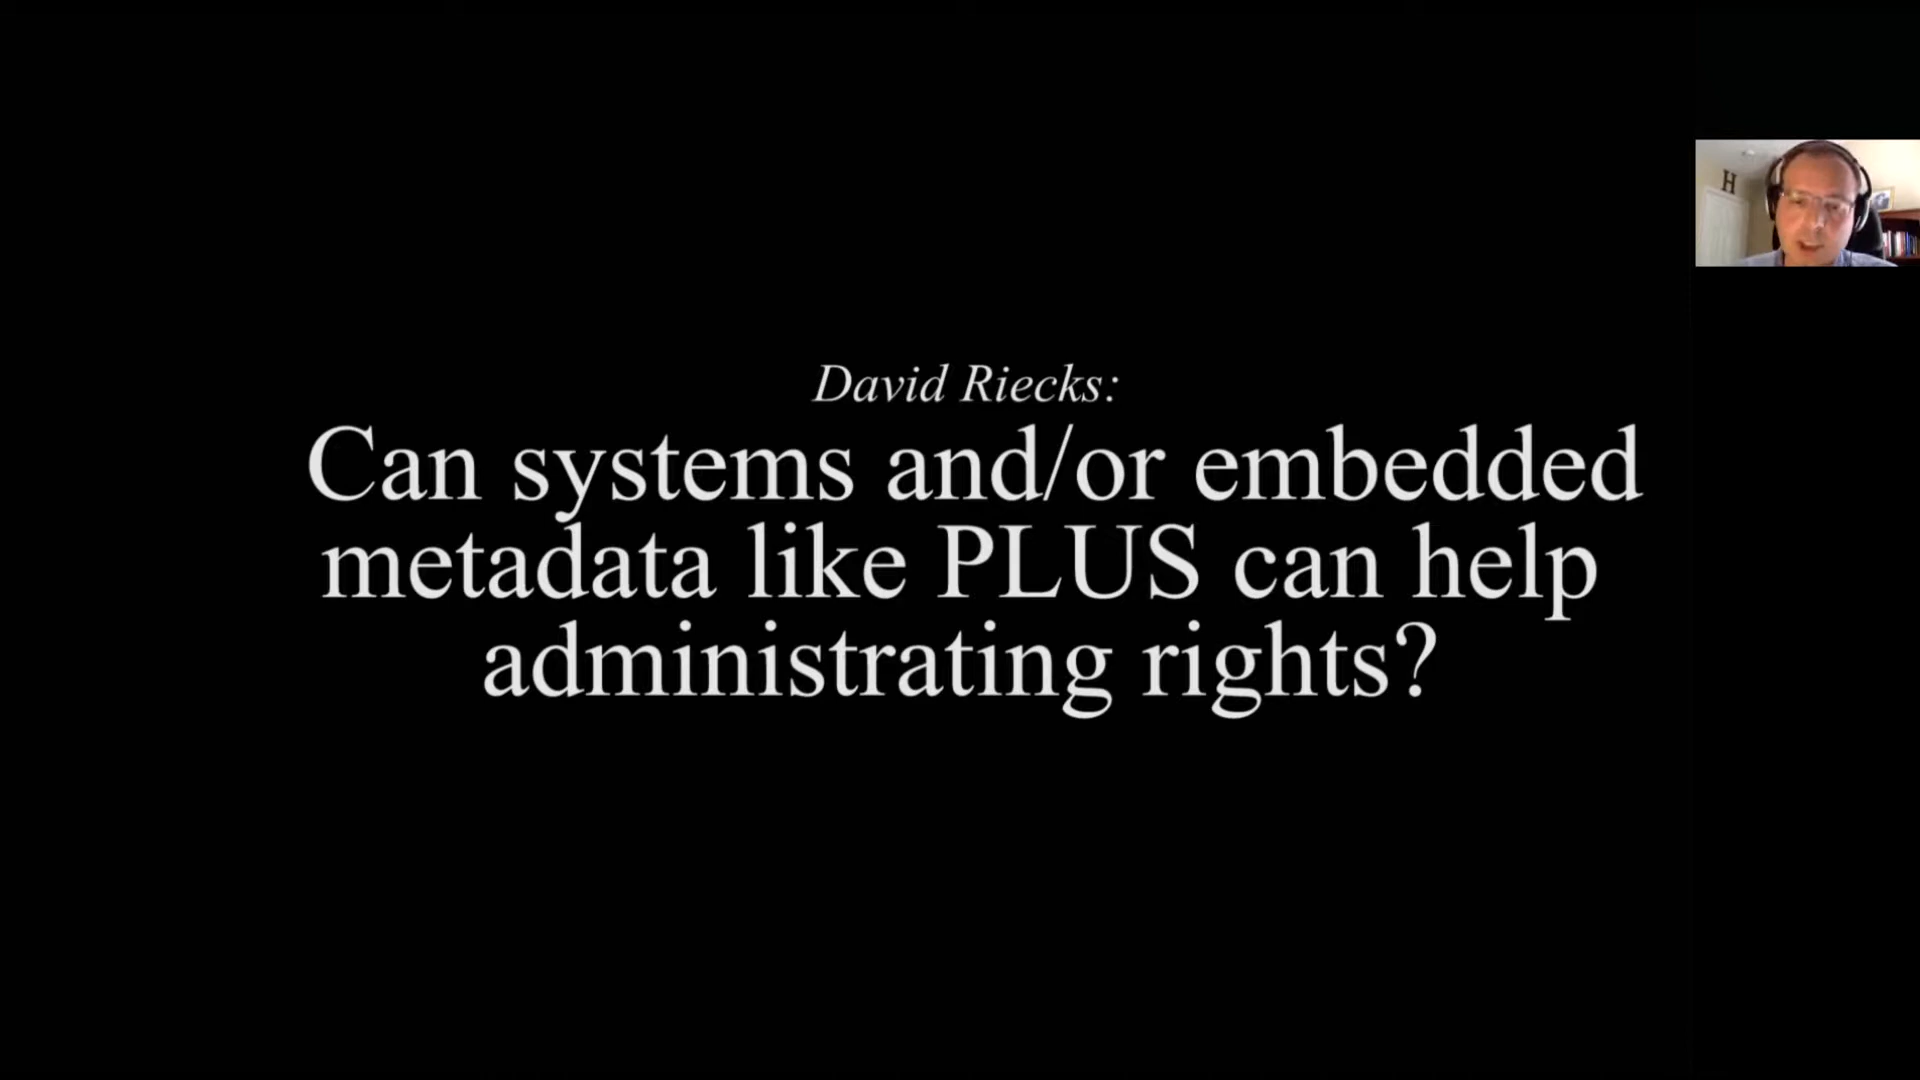 H
David Riecks:
Can systems and/or embedded
metadata like PLUS can help
administrating rights?